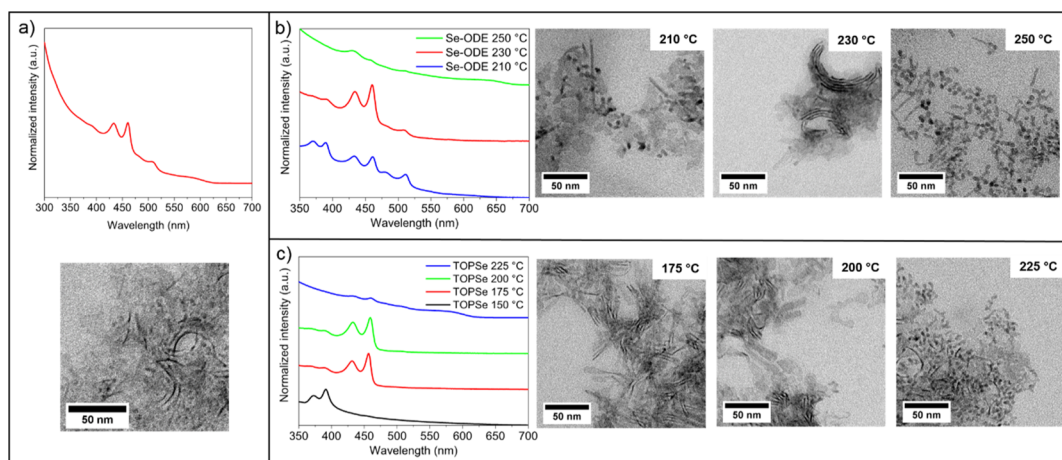 a)
Normalized intensity (a.u.)
300 350 400 450 500 550 600 650 700
Wavelength (nm)
50 nm
b)
Se-ODE 250 °C
Se-ODE 230 °C
Se-ODE 210 °C
Normalized intensity (a.u.)
350 400 450 500 550 600 650 700
Wavelength (nm)
210 °C
50 nm
230 °C
50 nm
250 °C
50 nm
c)
TOPSe 225 °C
TOPSe 200 °C
TOPSe 175 °C
TOPSe 150 °C
Normalized intensity (a.u.)
350 400 450 500 550 600 650 700
Wavelength (nm)
175 °C
50 nm
200 °C
50 nm
225 °C
50 nm